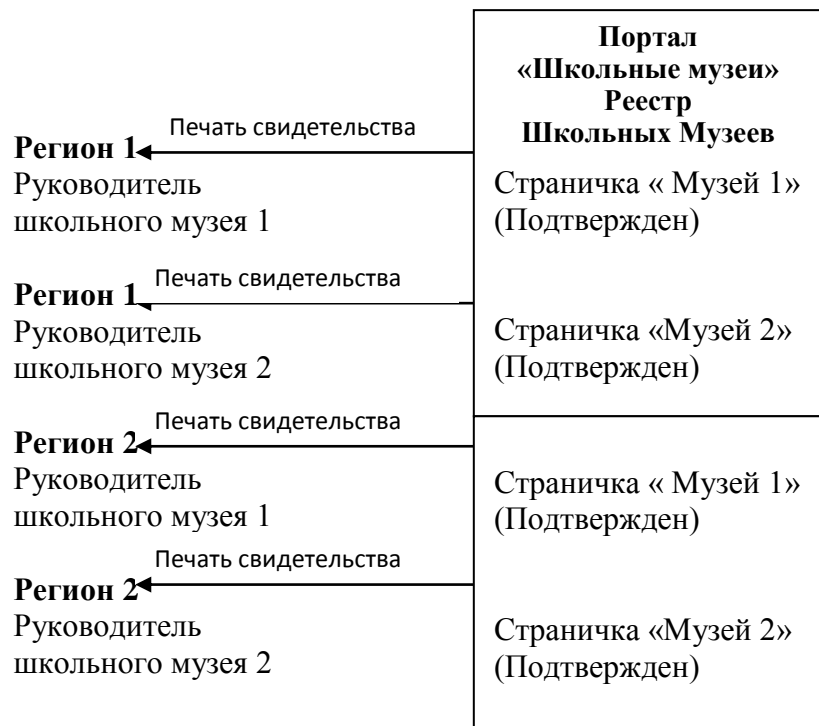 Портал
«Школьные музеи»
Реестр
Школьных Музеев
Печать свидетельства
Регион 1
Руководитель
школьного музея 1
Страничка « Музей 1»
(Подтвержден)
Печать свидетельства
Регион 1
Руководитель
школьного музея 2
Страничка «Музей 2»
(Подтвержден)
Печать свидетельства
Регион 2
Руководитель
школьного музея 1
Страничка « Музей 1»
(Подтвержден)
Печать свидетельства
Регион 2
Руководитель
школьного музея 2
Страничка «Музей 2»
(Подтвержден)